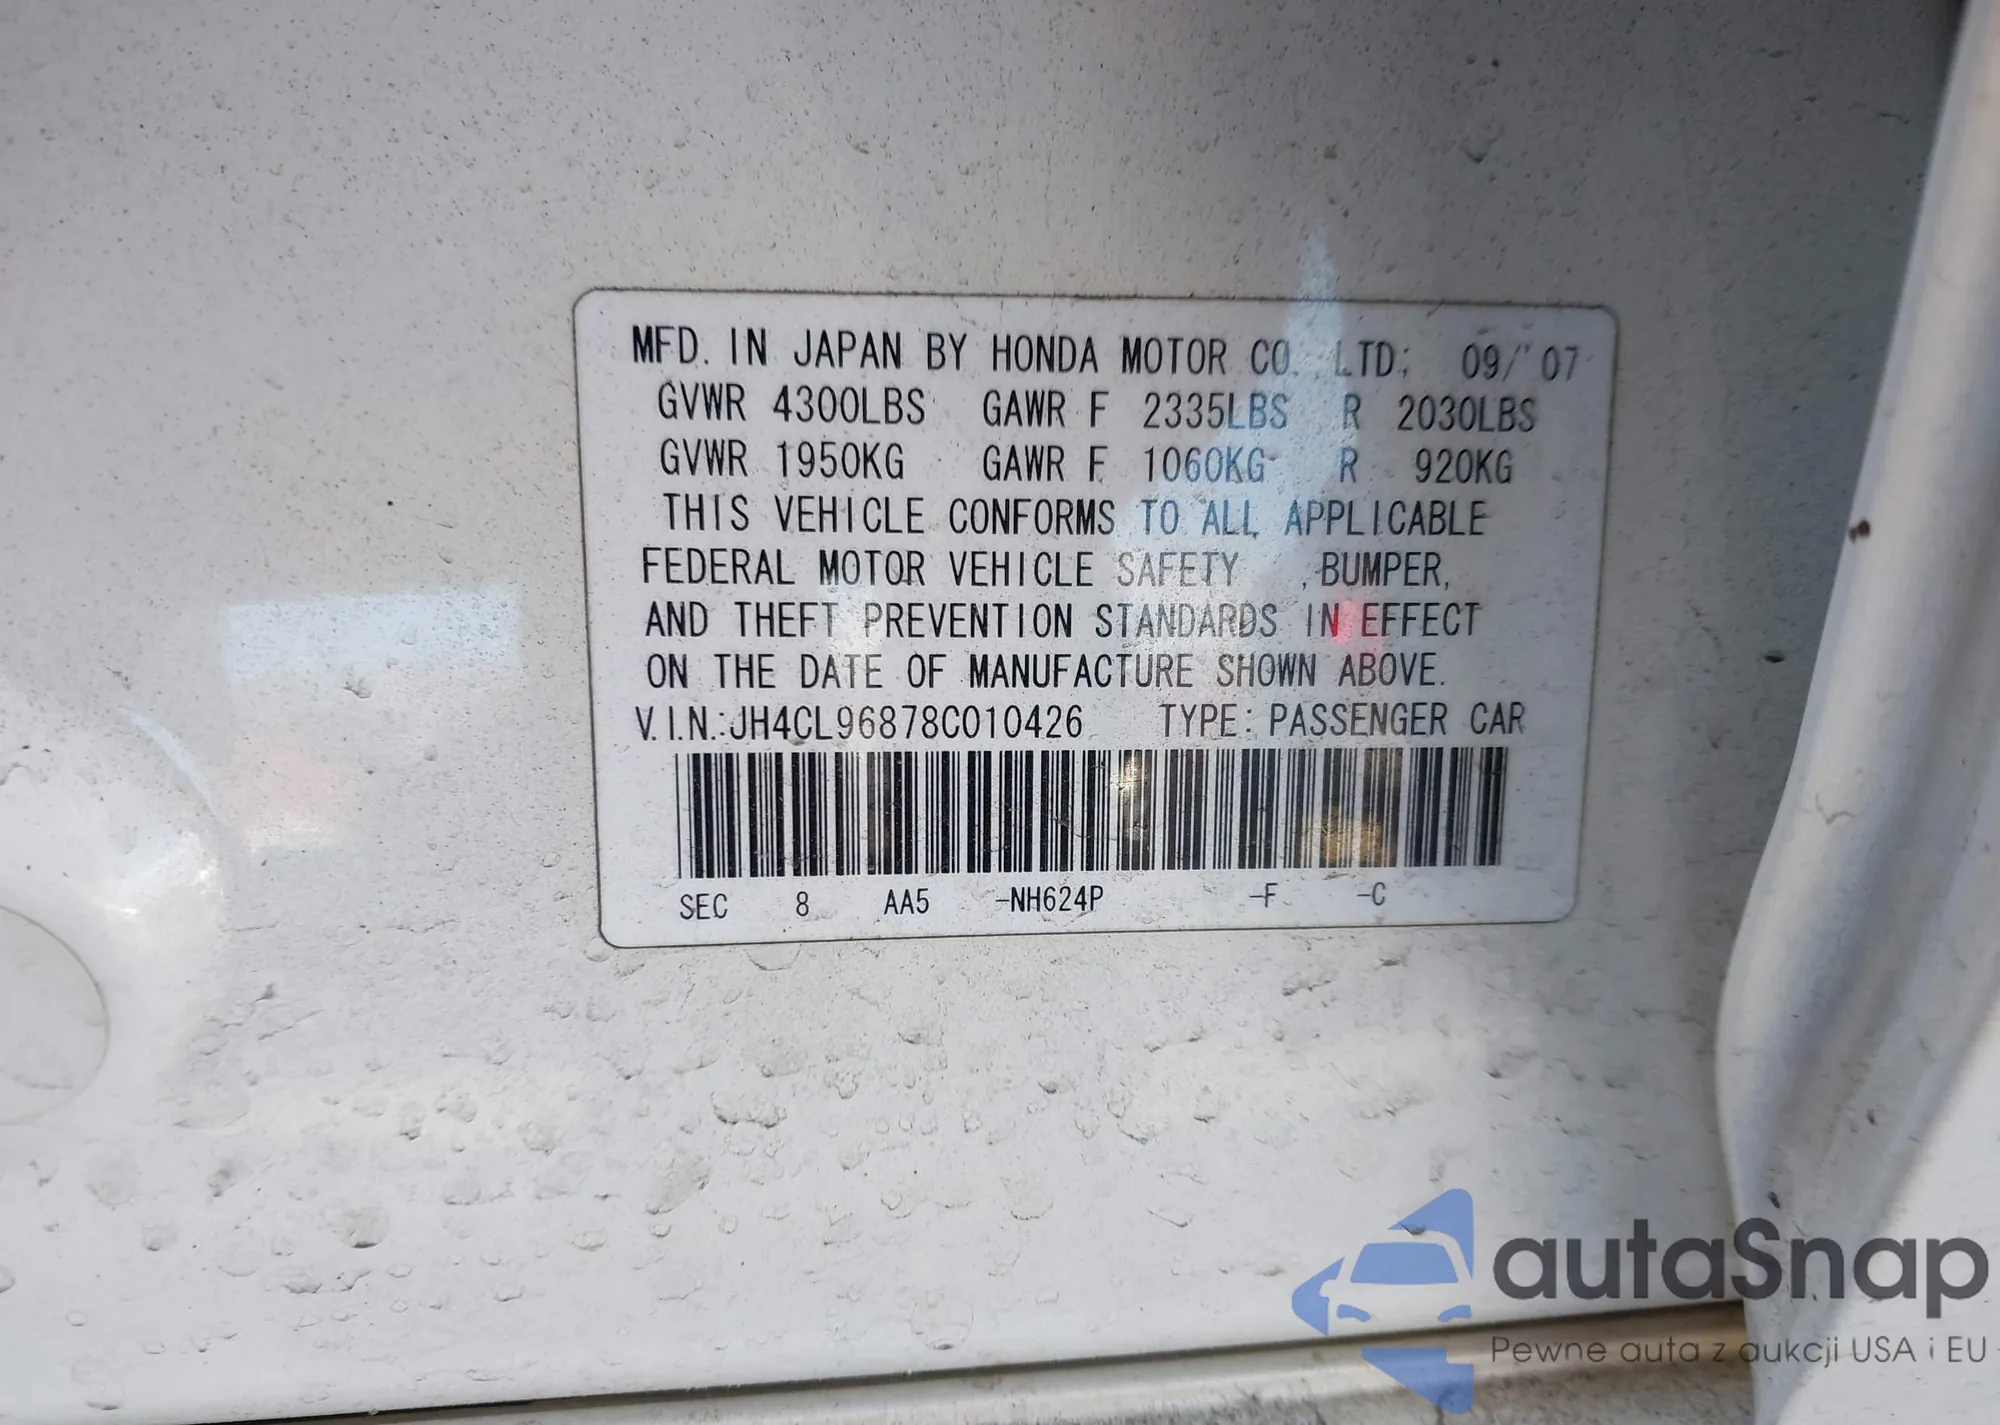 MFD. IN JAPAN BY HONDA MOTOR CO., LTD; 09/'07
GVWR 4300LBS GAWR F 2335LBS R 2030LBS
GVWR 1950KG GAWR F 1060KG R 920KG
THIS VEHICLE CONFORMS TO ALL APPLICABLE
FEDERAL MOTOR VEHICLE SAFETY , BUMPER,
AND THEFT PREVENTION STANDARDS IN EFFECT
ON THE DATE OF MANUFACTURE SHOWN ABOVE.
V.I.N.:JH4CL96878C010426 TYPE: PASSENGER CAR
SEC 8 AA5 -NH624P -F -C
autaSnap
Pewne auta z aukcji USA i EU